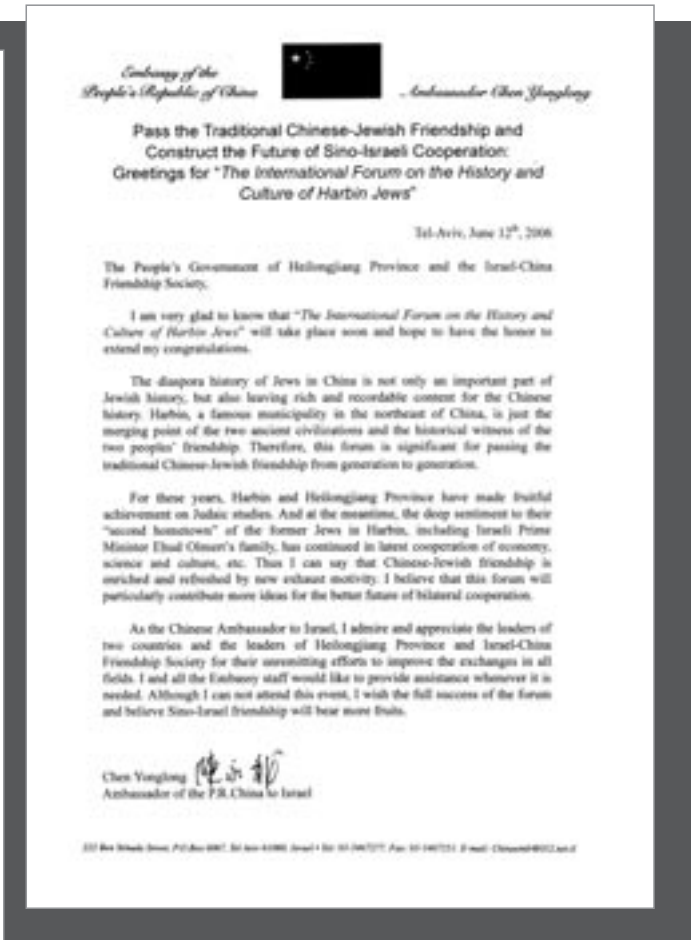 Embassy of the
People's Republic of China
Ambassador Chen Yonglong
Pass the Traditional Chinese-Jewish Friendship and
Construct the Future of Sino-Israeli Cooperation:
Greetings for "The International Forum on the History and
Culture of Harbin Jews"
Tel-Aviv, June 12th, 2006
The People's Government of Heilongjiang Province and the Israel-China
Friendship Society,
I am very glad to know that "The International Forum on the History and
Culture of Harbin Jews" will take place soon and hope to have the honor to
extend my congratulations.
The diaspora history of Jews in China is not only an important part of
Jewish history, but also leaving rich and recordable content for the Chinese
history. Harbin, a famous municipality in the northeast of China, is just the
merging point of the two ancient civilizations and the historical witness of the
two peoples' friendship. Therefore, this forum is significant for passing the
traditional Chinese-Jewish friendship from generation to generation.
For these years, Harbin and Heilongjiang Province have made fruitful
achievement on Judaic studies. And at the meantime, the deep sentiment to their
"second hometown" of the former Jews in Harbin, including Israeli Prime
Minister Ehud Olmert's family, has continued in latest cooperation of economy,
science and culture, etc. Thus I can say that Chinese-Jewish friendship is
enriched and refreshed by new exhaust motivity. I believe that this forum will
particularly contribute more ideas for the better future of bilateral cooperation.
As the Chinese Ambassador to Israel, I admire and appreciate the leaders of
two countries and the leaders of Heilongjiang Province and Israel-China
Friendship Society for their unremitting efforts to improve the exchanges in all
fields. I and all the Embassy staff would like to provide assistance whenever it is
needed. Although I can not attend this event, I wish the full success of the forum
and believe Sino-Israel friendship will bear more fruits.
Chen Yonglong
Ambassador of the P.R.China to Israel
Ben Yehuda Street, P.O.Box Tel Aviv Israel • Tel: Fax: E-mail: